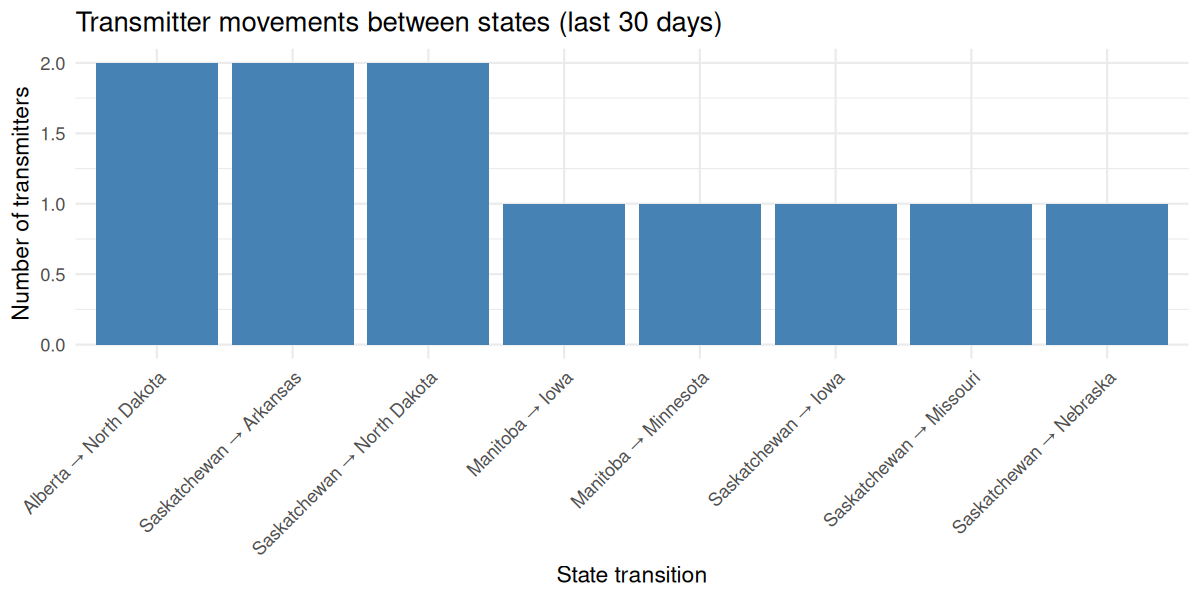 Transmitter movements between states (last 30 days)
Number of transmitters
2.0
1.5
1.0
0.5
0.0
Alberta → North Dakota
Saskatchewan → Arkansas
Saskatchewan → North Dakota
Manitoba → Iowa
Manitoba → Minnesota
Saskatchewan → Iowa
Saskatchewan → Missouri
Saskatchewan → Nebraska
State transition